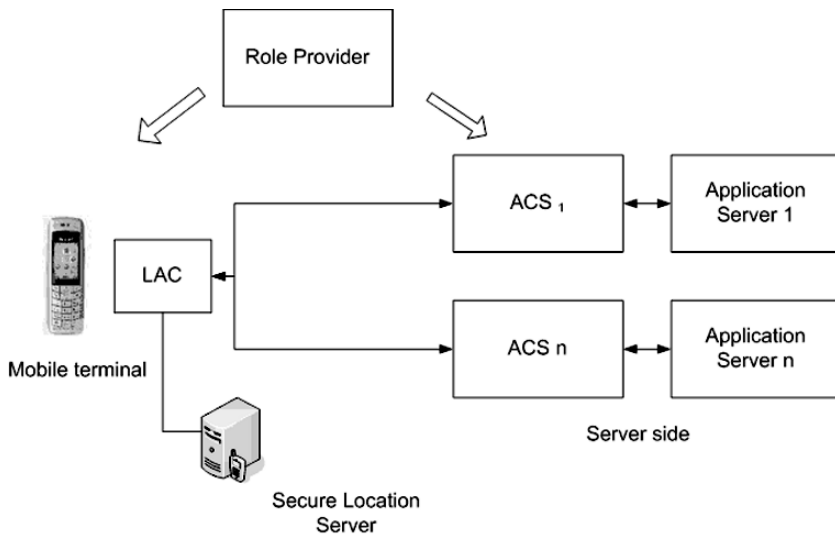 Role Provider
ACS 1
Application
Server 1
LAC
Mobile terminal
ACS n
Application
Server n
Server side
Secure Location
Server